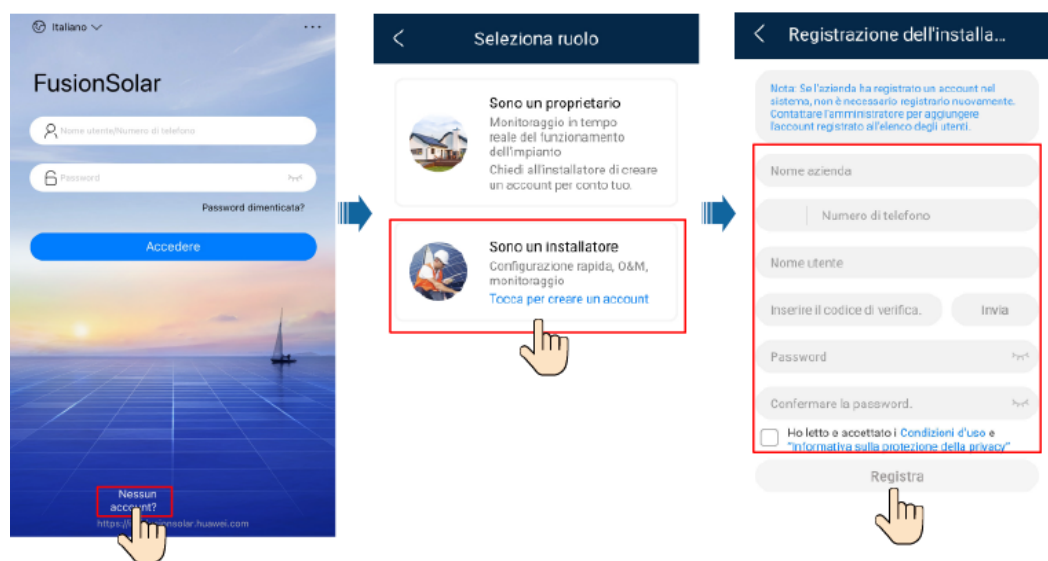 Italiano
FusionSolar
Nome utente/Numero di telefono
Password
Password dimenticata?
Accedere
Nessun
account?
Seleziona ruolo
Sono un proprietario
Monitoraggio in tempo
reale del funzionamento
dell'impianto
Chiedi all'installatore di creare
un account per conto tuo.
Sono un installatore
Configurazione rapida, O&M,
monitoraggio
Tocca per creare un account
Registrazione dell'installa...
Nota: Se l'azienda ha registrato un account nel
sistema, non è necessario registrarlo nuovamente.
Contattare l'amministratore per aggiungere
l'account registrato all'elenco degli utenti.
Nome azienda
Numero di telefono
Nome utente
Inserire il codice di verifica.
Invia
Password
Confermare la password.
Ho letto e accettato i Condizioni d'uso e
"Informativa sulla protezione della privacy"
Registra